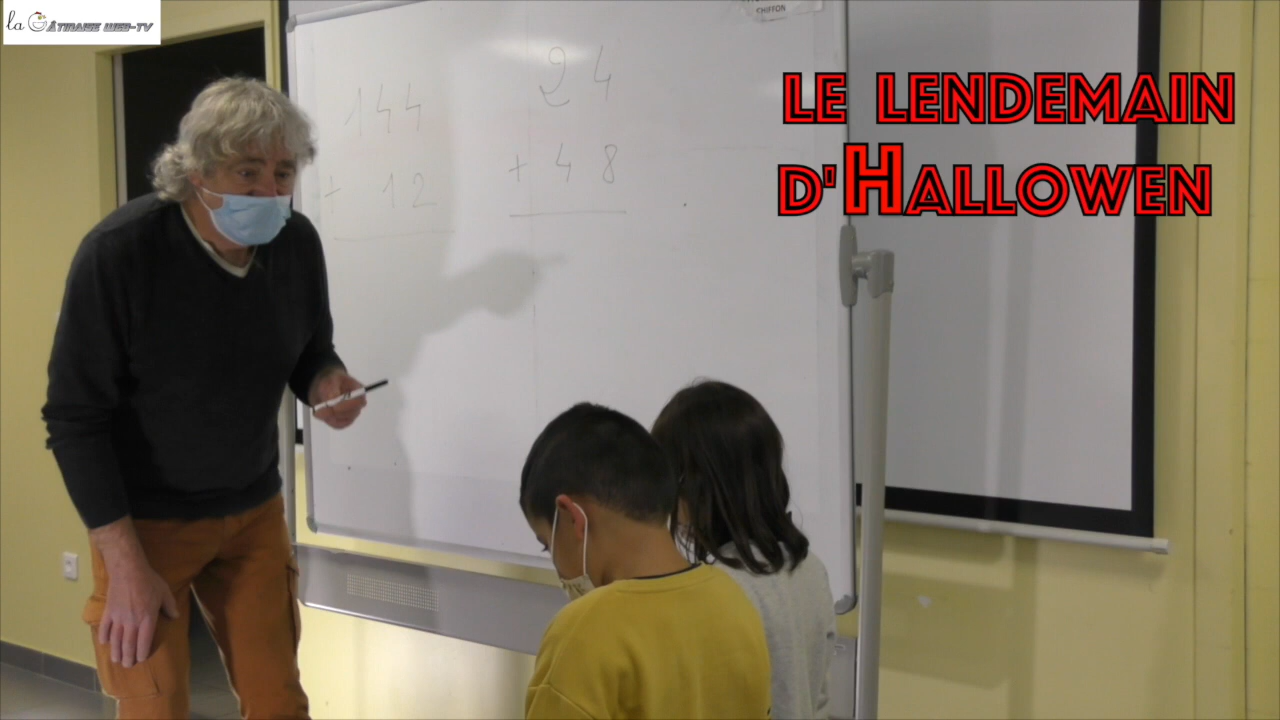 la GÂTINAISE WEB-TV
CHIFFON
144
+ 12
24
+ 48
LE LENDEMAIN
D'HALLOWEN